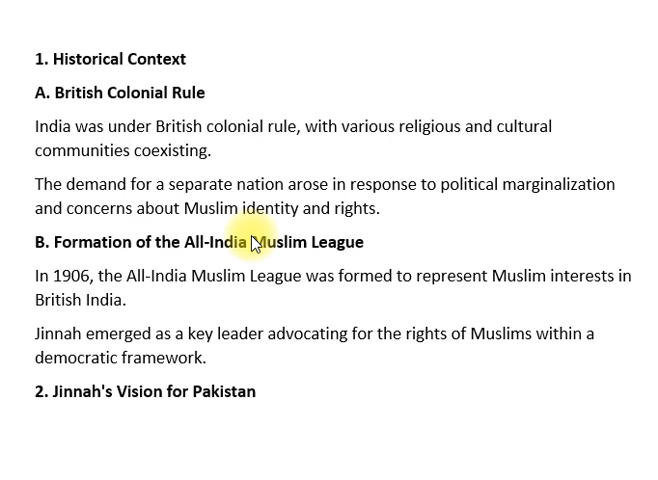 1. Historical Context
A. British Colonial Rule
India was under British colonial rule, with various religious and cultural
communities coexisting.
The demand for a separate nation arose in response to political marginalization
and concerns about Muslim identity and rights.
B. Formation of the All-India Muslim League
In 1906, the All-India Muslim League was formed to represent Muslim interests in
British India.
Jinnah emerged as a key leader advocating for the rights of Muslims within a
democratic framework.
2. Jinnah's Vision for Pakistan